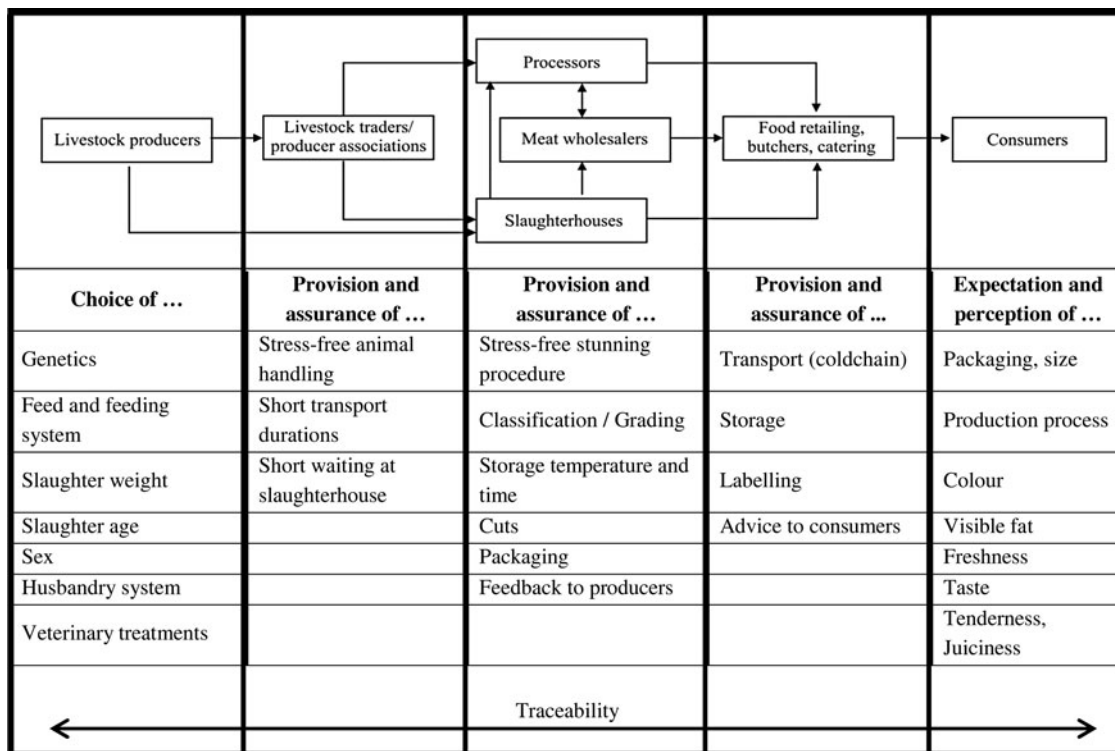 Processors
Livestock producers
Livestock traders/
producer associations
Meat wholesalers
Food retailing,
butchers, catering
Consumers
Slaughterhouses
Choice of …
Provision and
assurance of …
Provision and
assurance of …
Provision and
assurance of ...
Expectation and
perception of …
Genetics
Stress-free animal
handling
Stress-free stunning
procedure
Transport (coldchain)
Packaging, size
Feed and feeding
system
Short transport
durations
Classification / Grading
Storage
Production process
Slaughter weight
Short waiting at
slaughterhouse
Storage temperature and
time
Labelling
Colour
Slaughter age
Cuts
Advice to consumers
Visible fat
Sex
Packaging
Freshness
Husbandry system
Feedback to producers
Taste
Veterinary treatments
Tenderness,
Juiciness
Traceability